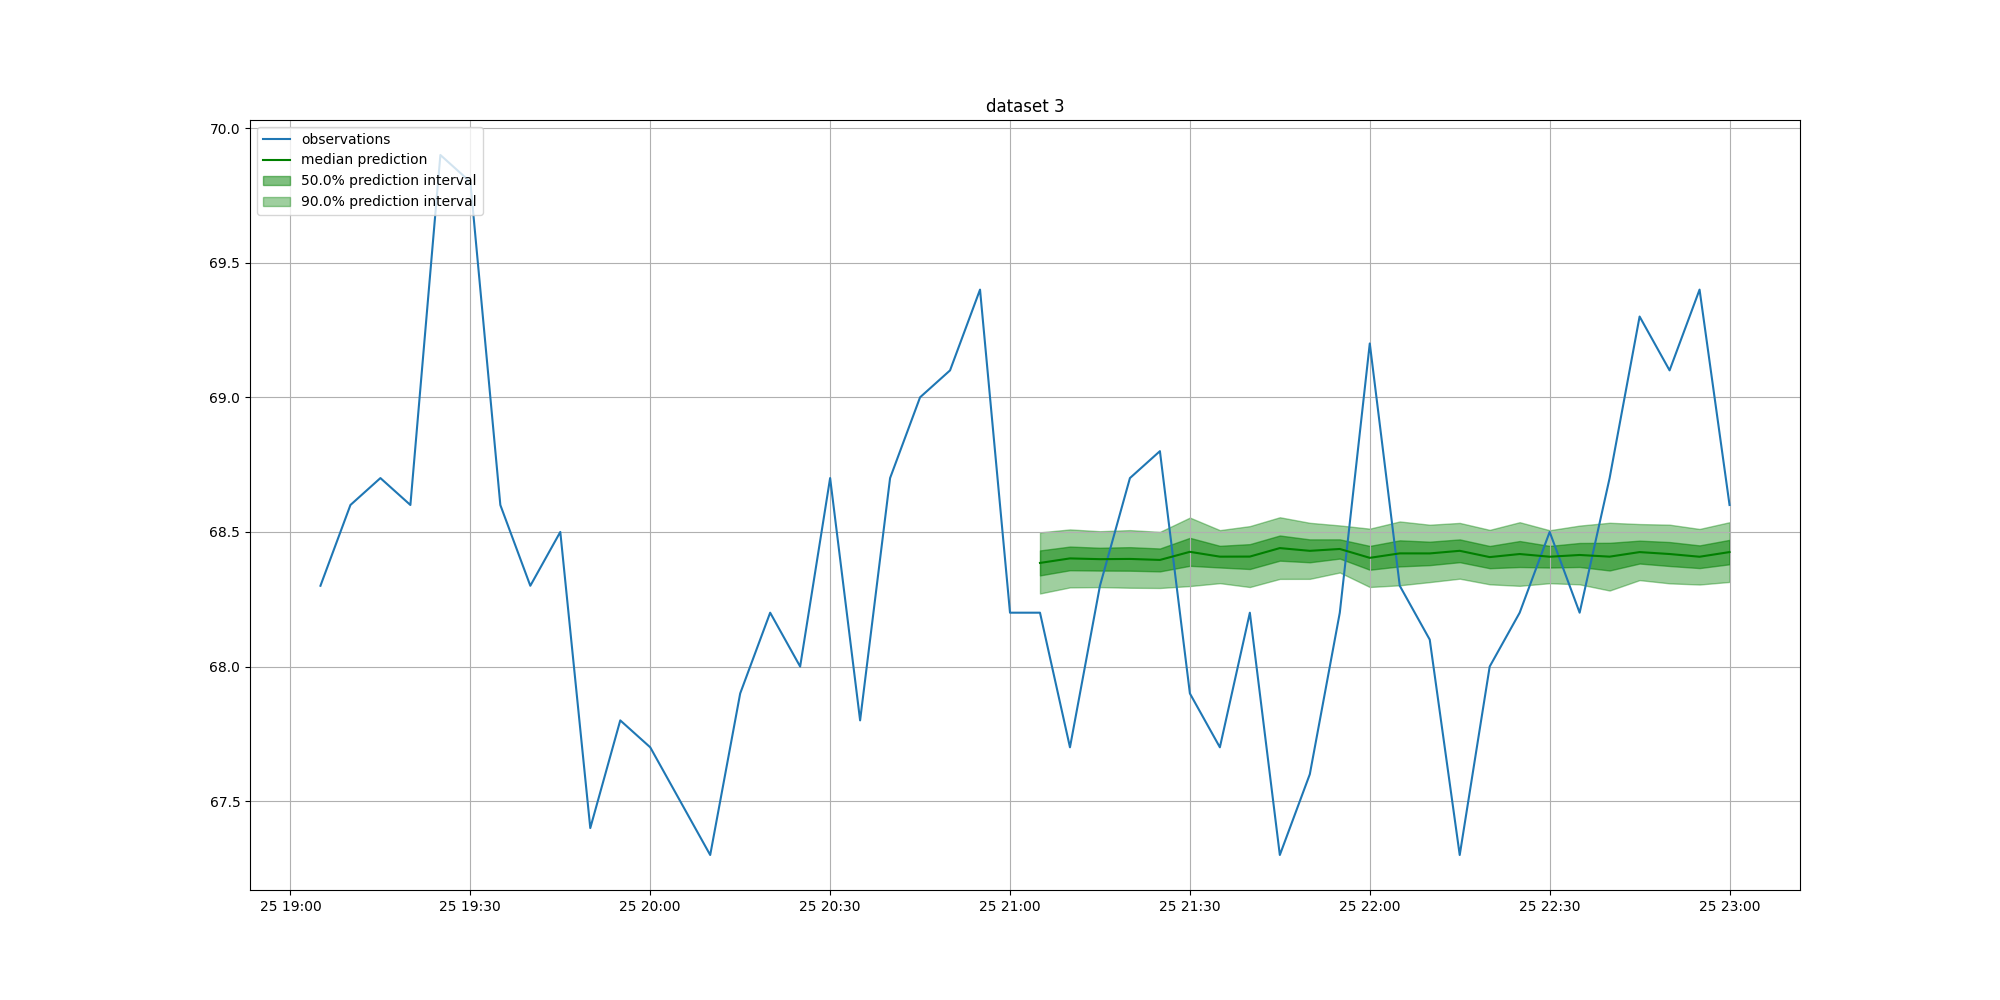 dataset 3
70.0
69.5
69.0
68.5
68.0
67.5
observations
median prediction
50.0% prediction interval
90.0% prediction interval
25 19:00 25 19:30 25 20:00 25 20:30 25 21:00 25 21:30 25 22:00 25 22:30 25 23:00